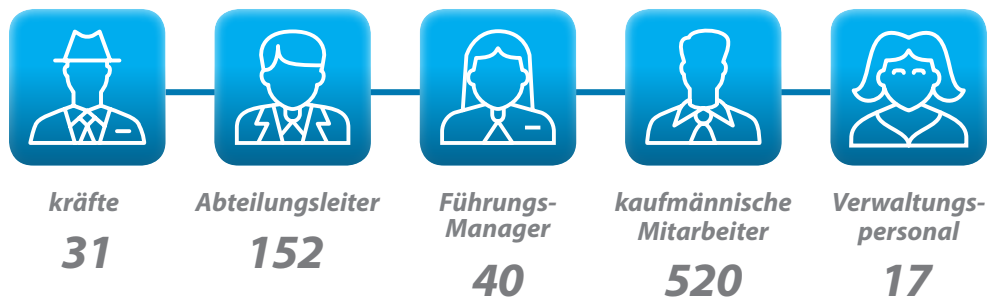 kräfte
31
Abteilungsleiter
152
Führungs-
Manager
40
kaufmännische
Mitarbeiter
520
Verwaltungs-
personal
17